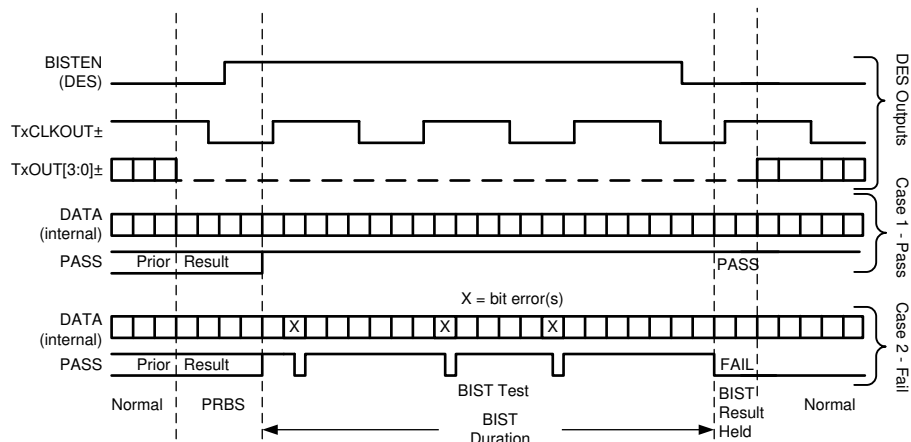 BISTEN
(DES)
TxCLKOUT±
TxOUT[3:0]±
DES Outputs
DATA
(internal)
PASS
Prior
Result
PASS
Case 1 - Pass
X = bit error(s)
DATA
(internal)
X
X
X
PASS
Prior
Result
FAIL
Case 2 - Fail
Normal
PRBS
BIST Test
BIST
Duration
BIST
Result
Held
Normal